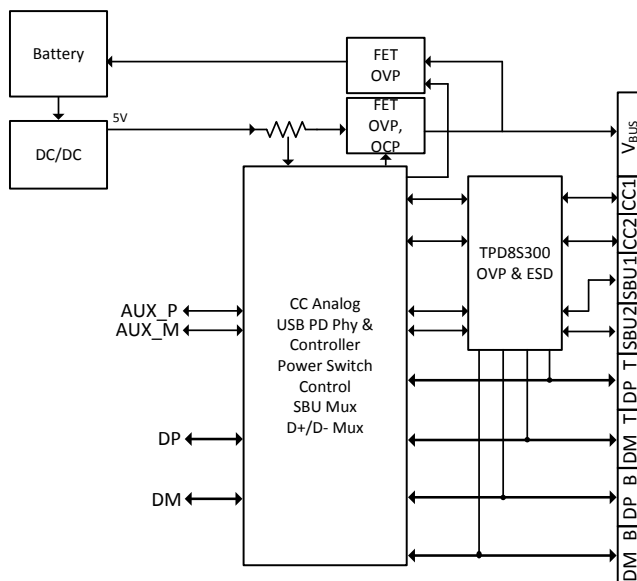 Battery
FET
OVP
5V
DC/DC
FET
OVP,
OCP
VBUS
CC1
CC2
SBU1
SBU2
DP T
DM T
DP B
DM B
TPD8S300
OVP & ESD
AUX_P
AUX_M
DP
DM
CC Analog
USB PD Phy &
Controller
Power Switch
Control
SBU Mux
D+/D- Mux